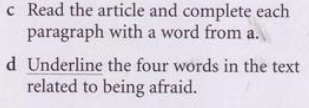 c Read the article and complete each
paragraph with a word from a.
d Underline the four words in the text
related to being afraid.